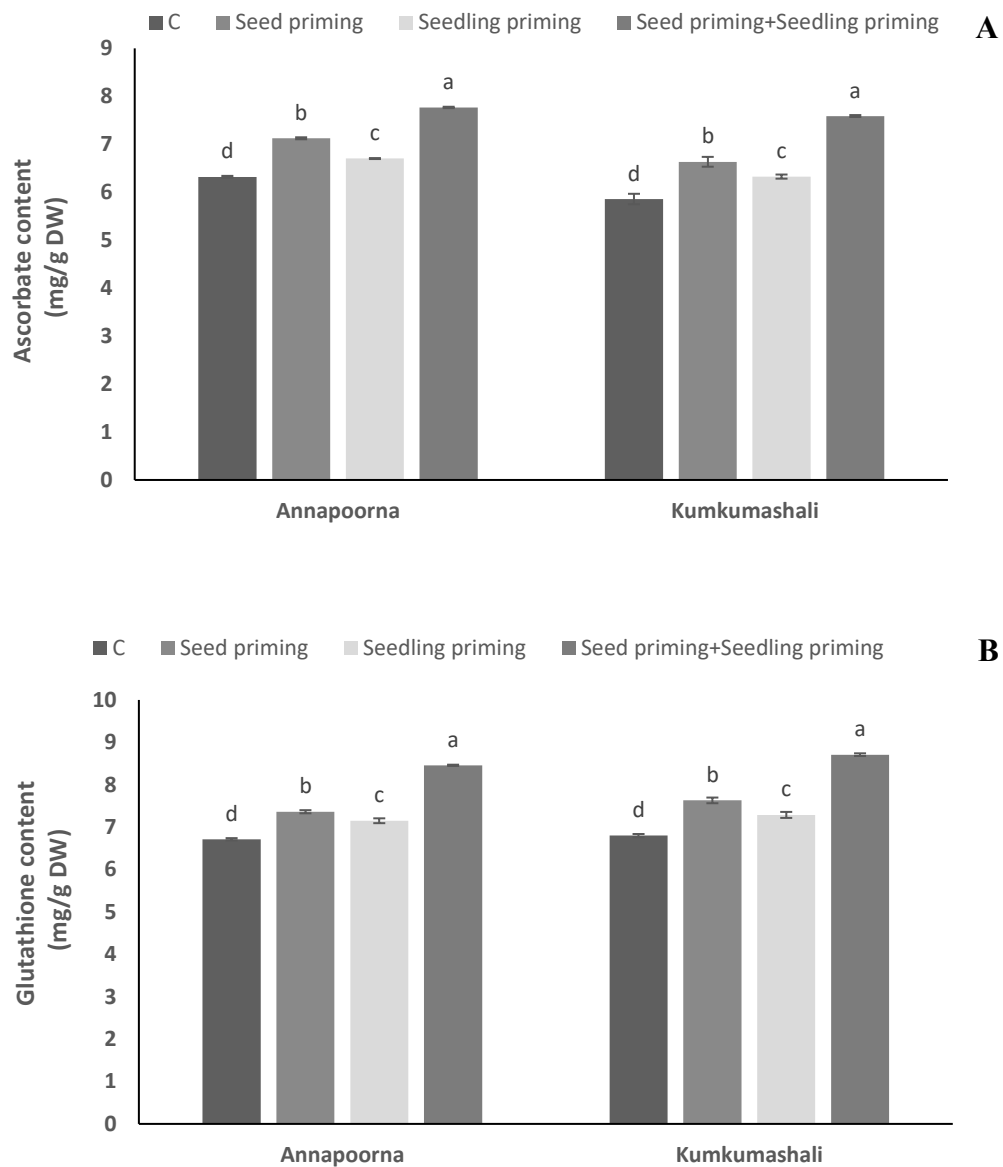 C Seed priming Seedling priming Seed priming+Seedling priming A
9
8
7
6
5
4
3
2
1
0
Ascorbate content
(mg/g DW)
d b c a d b c a
Annapoorna Kumkumashali
C Seed priming Seedling priming Seed priming+Seedling priming B
10
9
8
7
6
5
4
3
2
1
0
Glutathione content
(mg/g DW)
d b c a d b c a
Annapoorna Kumkumashali